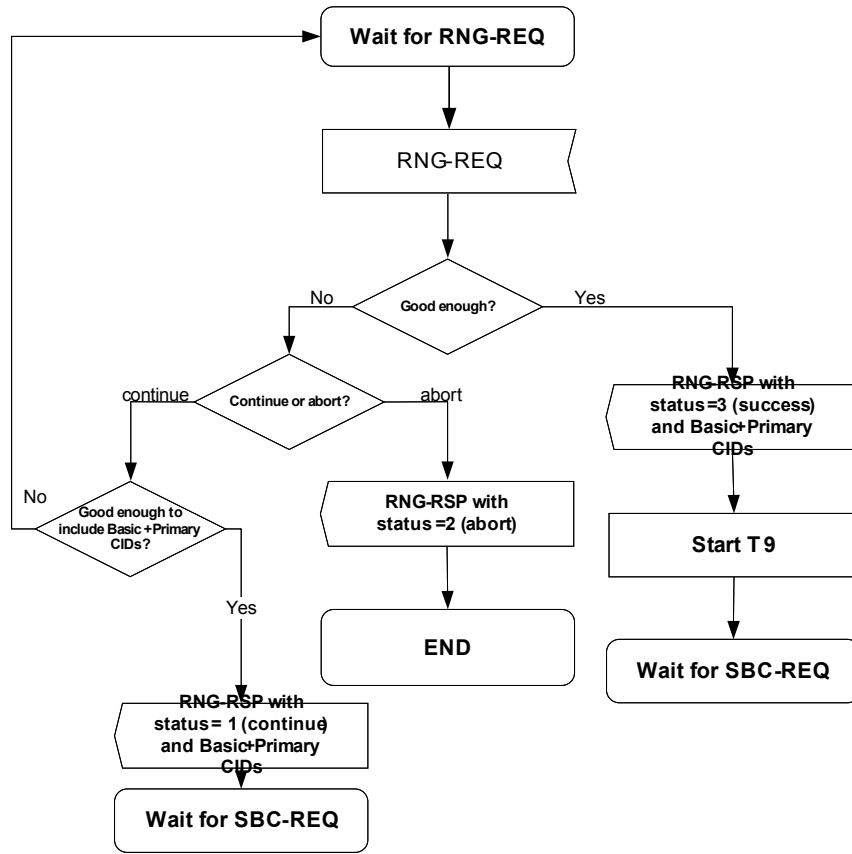 Wait for RNG-REQ
RNG-REQ
No
Good enough?
Yes
continue
Continue or abort?
abort
RNG-RSP with
status =3 (success)
and Basic+Primary
CIDs
No
Good enough to
include Basic +Primary
CIDs?
RNG-RSP with
status =2 (abort)
Start T9
Yes
END
Wait for SBC-REQ
RNG-RSP with
status = 1 (continue)
and Basic+Primary
CIDs
Wait for SBC-REQ